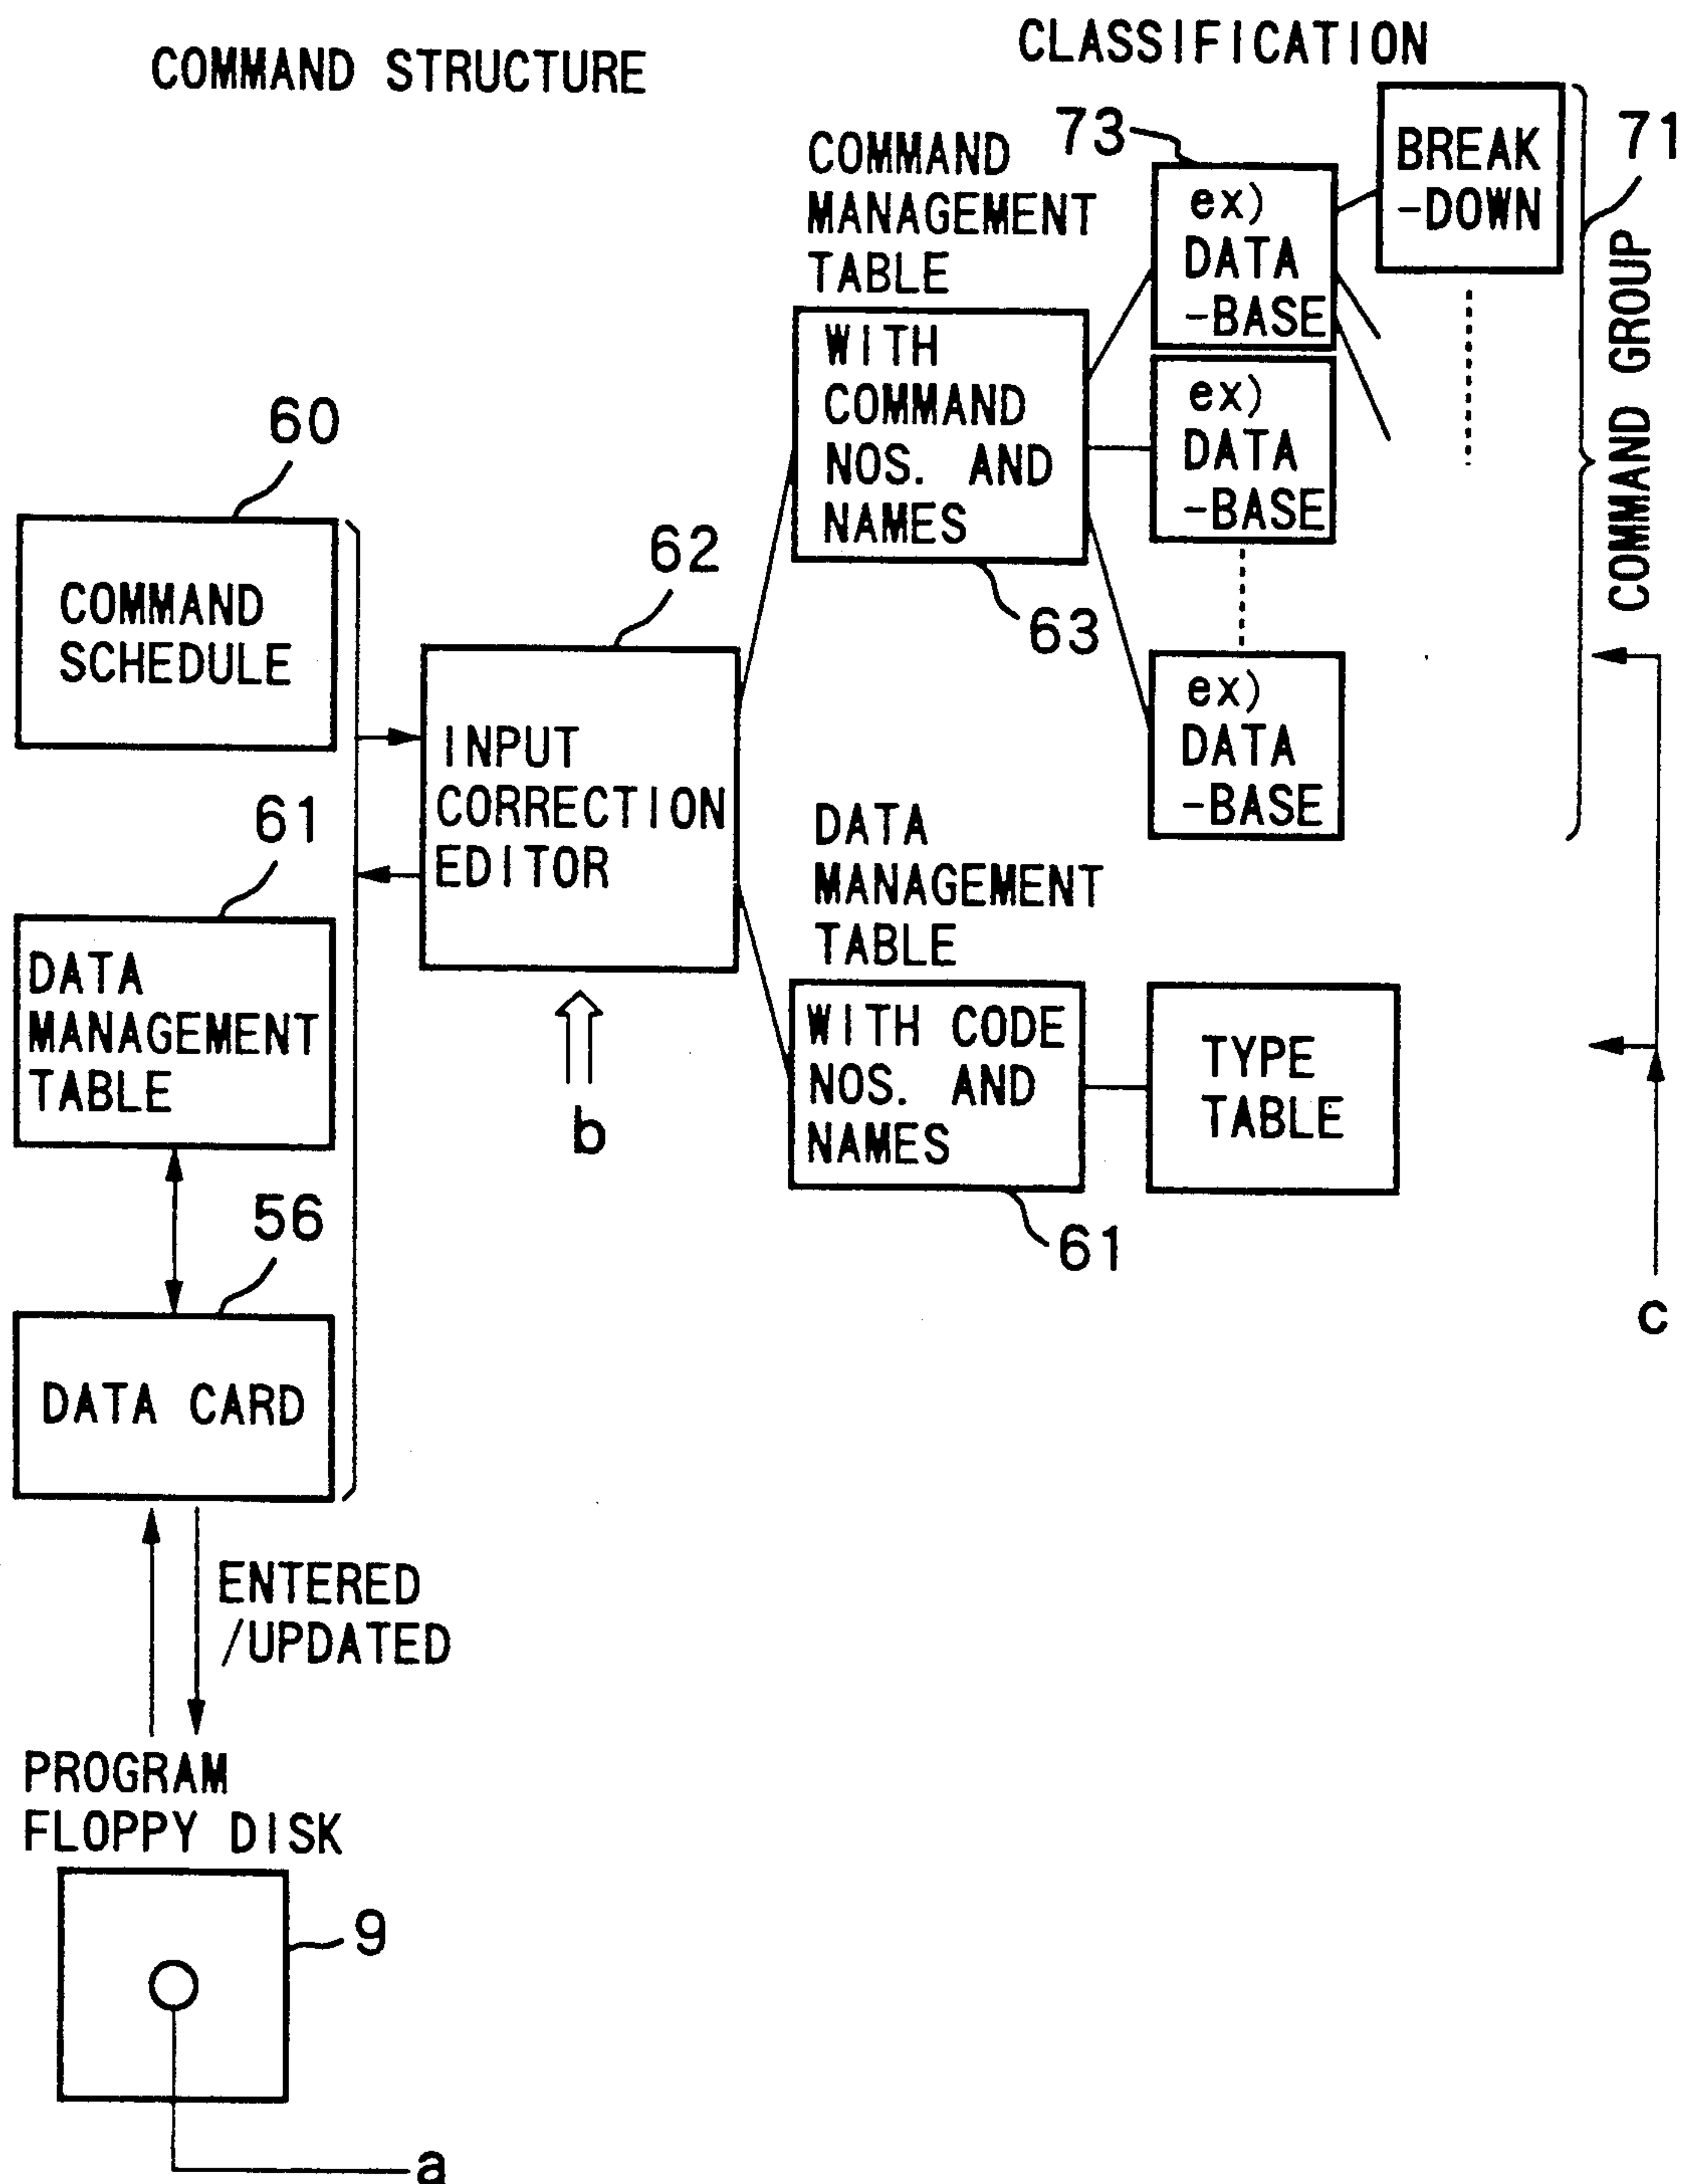 COMMAND STRUCTURE
CLASSIFICATION
COMMAND
MANAGEMENT
TABLE
73
BREAK
-DOWN
71
ex)
DATA
-BASE
WITH
COMMAND
NOS. AND
NAMES
ex)
DATA
-BASE
COMMAND GROUP
60
COMMAND
SCHEDULE
62
63
ex)
DATA
-BASE
INPUT
CORRECTION
EDITOR
61
DATA
MANAGEMENT
TABLE
DATA
MANAGEMENT
TABLE
WITH CODE
NOS. AND
NAMES
TYPE
TABLE
b
56
61
c
DATA CARD
ENTERED
/UPDATED
PROGRAM
FLOPPY DISK
9
a